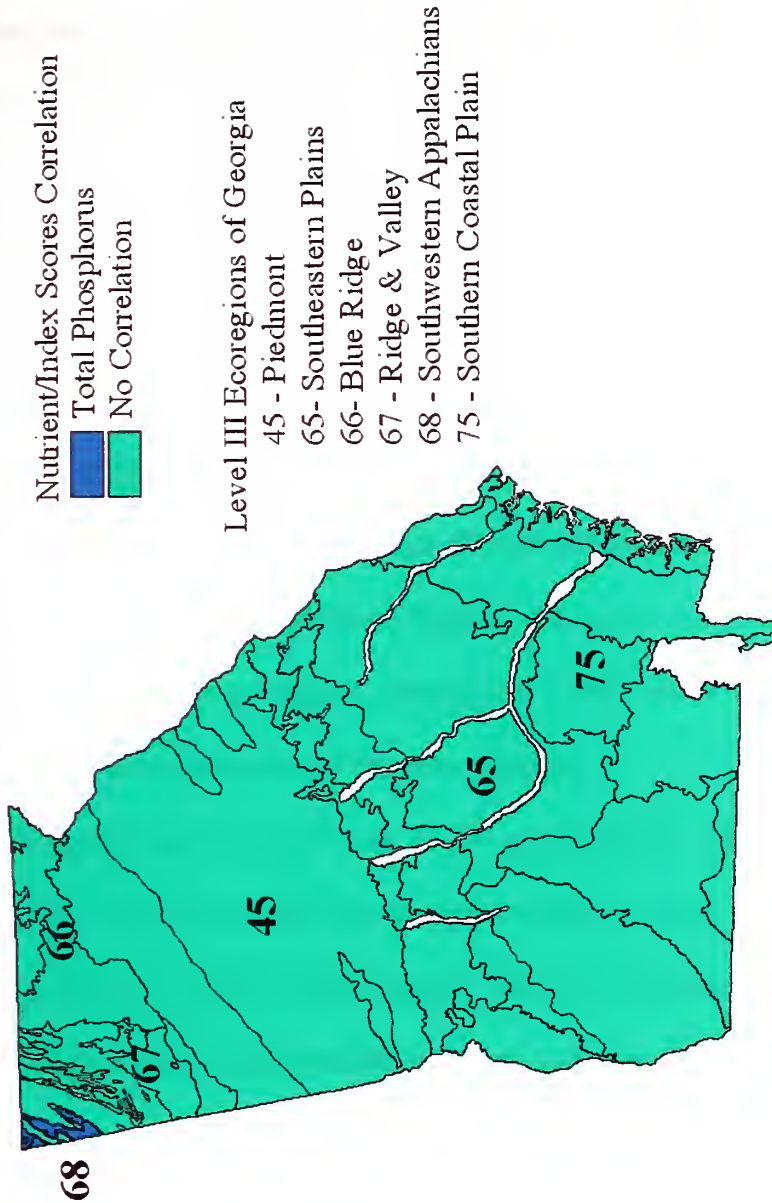 Nutrient/Index Scores Correlation
Total Phosphorus
No Correlation
Level III Ecoregions of Georgia
45 - Piedmont
65- Southeastern Plains
66- Blue Ridge
67 - Ridge & Valley
68 - Southwestern Appalachians
75 - Southern Coastal Plain
68
67
66
45
65
75